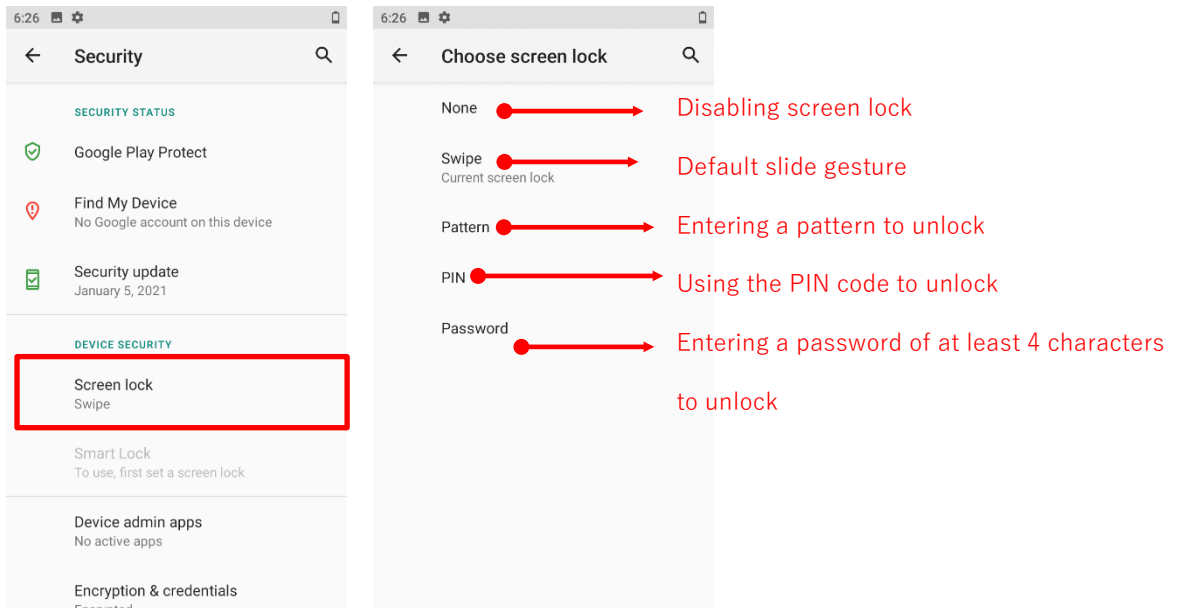 6:26
Security
SECURITY STATUS
Google Play Protect
Find My Device
No Google account on this device
Security update
January 5, 2021
DEVICE SECURITY
Screen lock
Swipe
Smart Lock
To use, first set a screen lock
Device admin apps
No active apps
Encryption & credentials
6:26
Choose screen lock
None
Disabling screen lock
Swipe
Current screen lock
Default slide gesture
Pattern
Entering a pattern to unlock
PIN
Using the PIN code to unlock
Password
Entering a password of at least 4 characters
to unlock